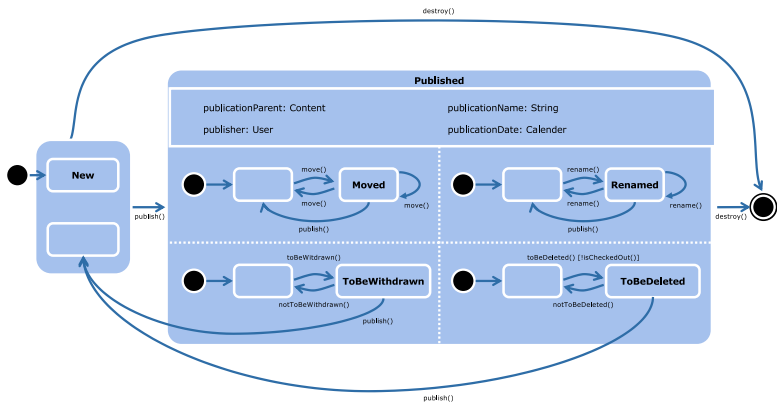 destroy()
Published
publicationParent: Content
publicationName: String
publisher: User
publicationDate: Calender
New
publish()
move()
Moved
move()
move()
publish()
rename()
Renamed
rename()
rename()
publish()
destroy()
toBeWitdrawn()
ToBeWithdrawn
notToBeWithdrawn()
publish()
toBeDeleted() [!isCheckedOut()]
ToBeDeleted
notToBeDeleted()
publish()